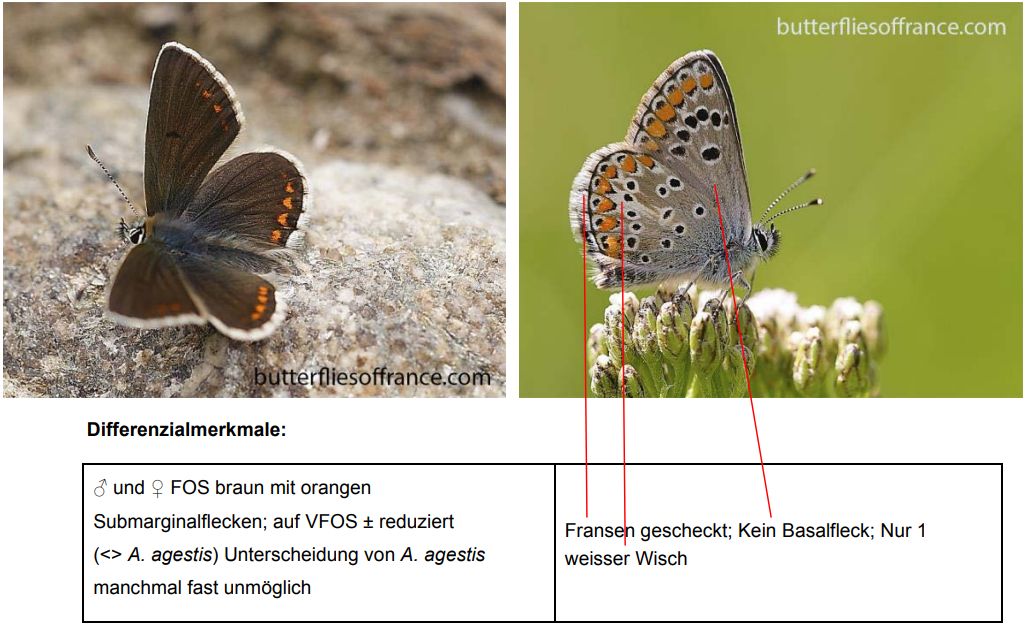 butterfliesoffrance.com
butterfliesoffrance.com
Differenzialmerkmale:
♂ und ♀ FOS braun mit orangen
Submarginalflecken; auf VFOS ± reduziert
(<> A. agestis) Unterscheidung von A. agestis
manchmal fast unmöglich
Fransen gescheckt; Kein Basalfleck; Nur 1
weisser Wisch